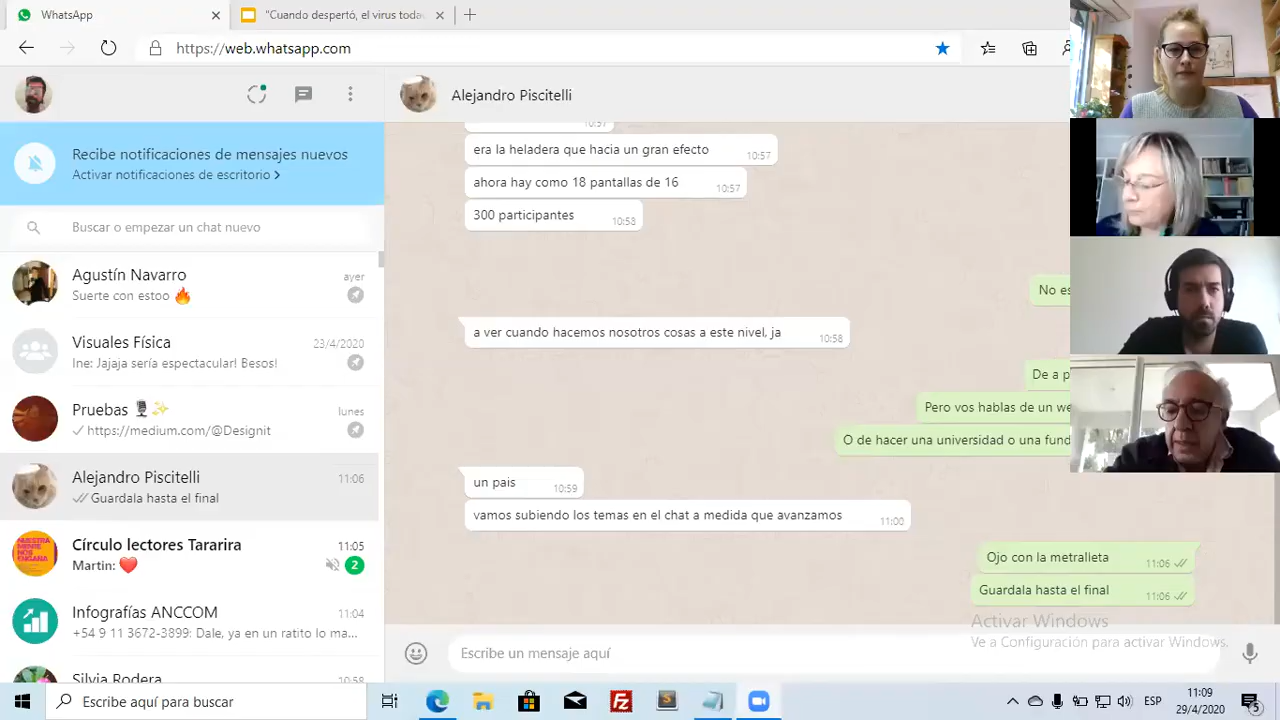 WhatsApp
"Cuando despertó, el virus toda
https://web.whatsapp.com
Alejandro Piscitelli
Recibe notificaciones de mensajes nuevos
Activar notificaciones de escritorio >
Buscar o empezar un chat nuevo
Agustín Navarro
ayer
Suerte con estoo 🔥
Visuales Física
23/4/2020
Ine: Jajaja sería espectacular! Besos!
Pruebas 🎙️✨
lunes
https://medium.com/@Designit
Alejandro Piscitelli
11:06
Guardala hasta el final
Círculo lectores Tararira
11:05
Martin: ❤️
2
Infografías ANCCOM
11:04
+54 9 11 3672-3899: Dale, ya en un ratito lo ma...
Silvia Rodera
10:58
10:57
era la heladera que hacia un gran efecto
10:57
ahora hay como 18 pantallas de 16
10:57
300 participantes
10:58
No es
a ver cuando hacemos nosotros cosas a este nivel, ja
10:58
De a p
Pero vos hablas de un we
O de hacer una universidad o una fund
un pais
10:59
vamos subiendo los temas en el chat a medida que avanzamos
11:00
Ojo con la metralleta
11:06
Guardala hasta el final
11:06
Activar Windows
Ve a Configuración para activar Windows.
Escribe un mensaje aquí
Escribe aquí para buscar
ESP
11:09
29/4/2020
5